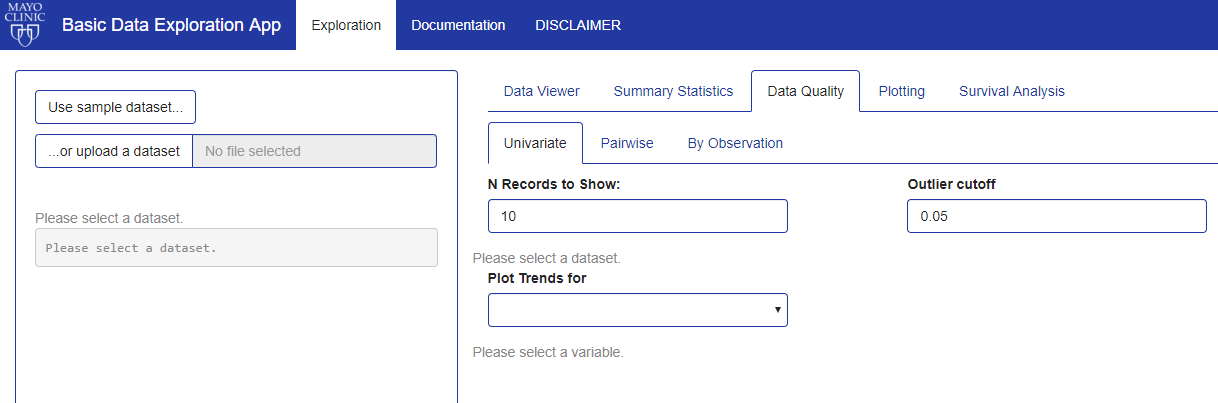 MAYO
CLINIC
Basic Data Exploration App
Exploration
Documentation
DISCLAIMER
Use sample dataset...
...or upload a dataset
No file selected
Please select a dataset.
Please select a dataset.
Data Viewer
Summary Statistics
Data Quality
Plotting
Survival Analysis
Univariate
Pairwise
By Observation
N Records to Show:
10
Outlier cutoff
0.05
Please select a dataset.
Plot Trends for
Please select a variable.